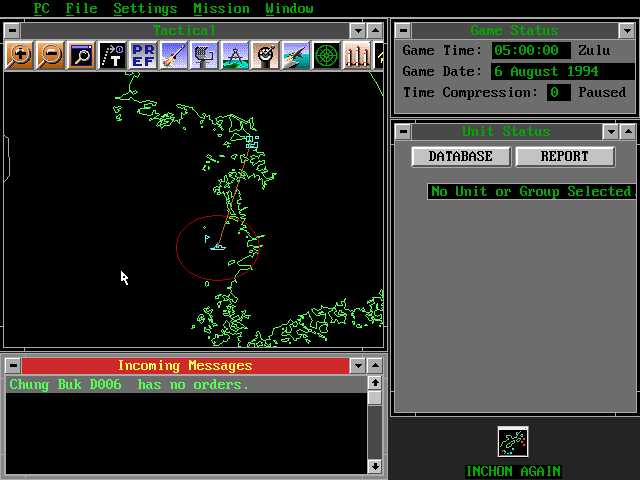 PC File Settings Mission Window
Tactical
T
PR
EF
Game Status
Game Time: 05:00:00 Zulu
Game Date: 6 August 1994
Time Compression: 0 Paused
Unit Status
DATABASE REPORT
No Unit or Group Selected.
Incoming Messages
Chung Buk D006 has no orders.
INCHON AGAIN